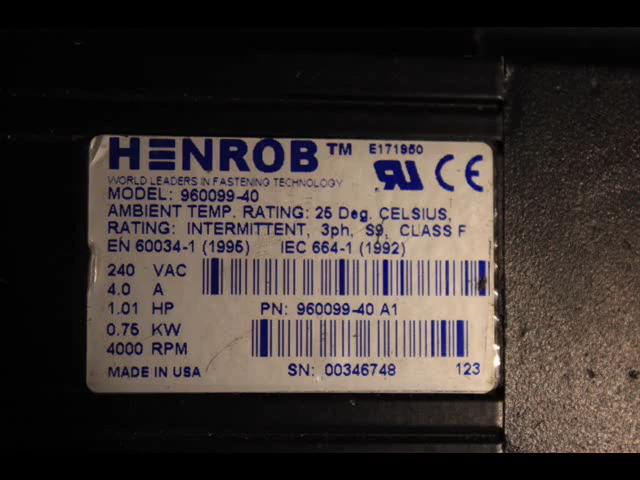 HENROB™ E171950
WORLD LEADERS IN FASTENING TECHNOLOGY
MODEL: 960099-40
AMBIENT TEMP. RATING: 25 Deg. CELSIUS,
RATING: INTERMITTENT, 3ph, S9, CLASS F
EN 60034-1 (1995) IEC 664-1 (1992)
240 VAC
4.0 A
1.01 HP PN: 960099-40 A1
0.75 KW
4000 RPM
MADE IN USA SN: 00346748 123